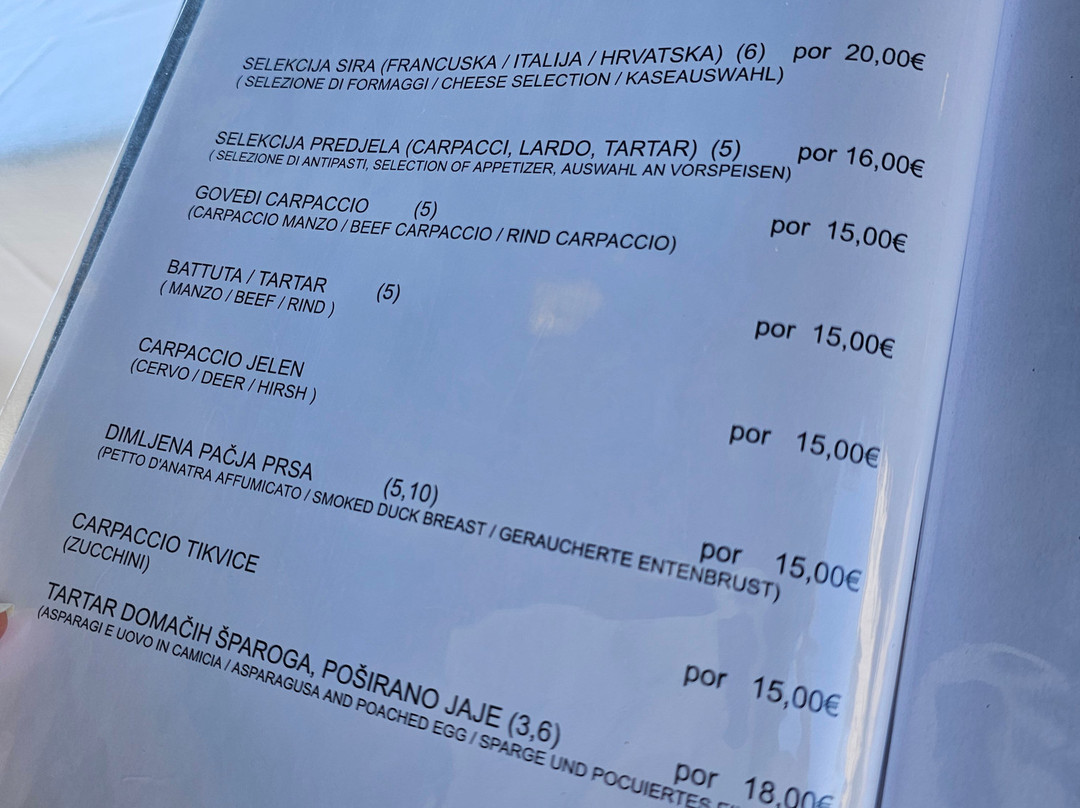 SELEKCIJA SIRA (FRANCUSKA / ITALIJA / HRVATSKA) (6) por 20,00€
( SELEZIONE DI FORMAGGI / CHEESE SELECTION / KASEAUSWAHL)
SELEKCIJA PREDJELA (CARPACCI, LARDO, TARTAR) (5) por 16,00€
( SELEZIONE DI ANTIPASTI, SELECTION OF APPETIZER, AUSWAHL AN VORSPEISEN)
GOVEĐI CARPACCIO (5) por 15,00€
(CARPACCIO MANZO / BEEF CARPACCIO / RIND CARPACCIO)
BATTUTA / TARTAR (5) por 15,00€
( MANZO / BEEF / RIND )
CARPACCIO JELEN por 15,00€
(CERVO / DEER / HIRSH )
DIMLJENA PAČJA PRSA (5,10) por 15,00€
(PETTO D'ANATRA AFFUMICATO / SMOKED DUCK BREAST / GERAUCHERTE ENTENBRUST)
CARPACCIO TIKVICE por 15,00€
(ZUCCHINI)
TARTAR DOMAČIH ŠPAROGA, POŠIRANO JAJE (3,6) por 18,00€
(ASPARAGI E UOVO IN CAMICIA / ASPARAGUSA AND POACHED EGG / SPARGE UND POCUIERTES